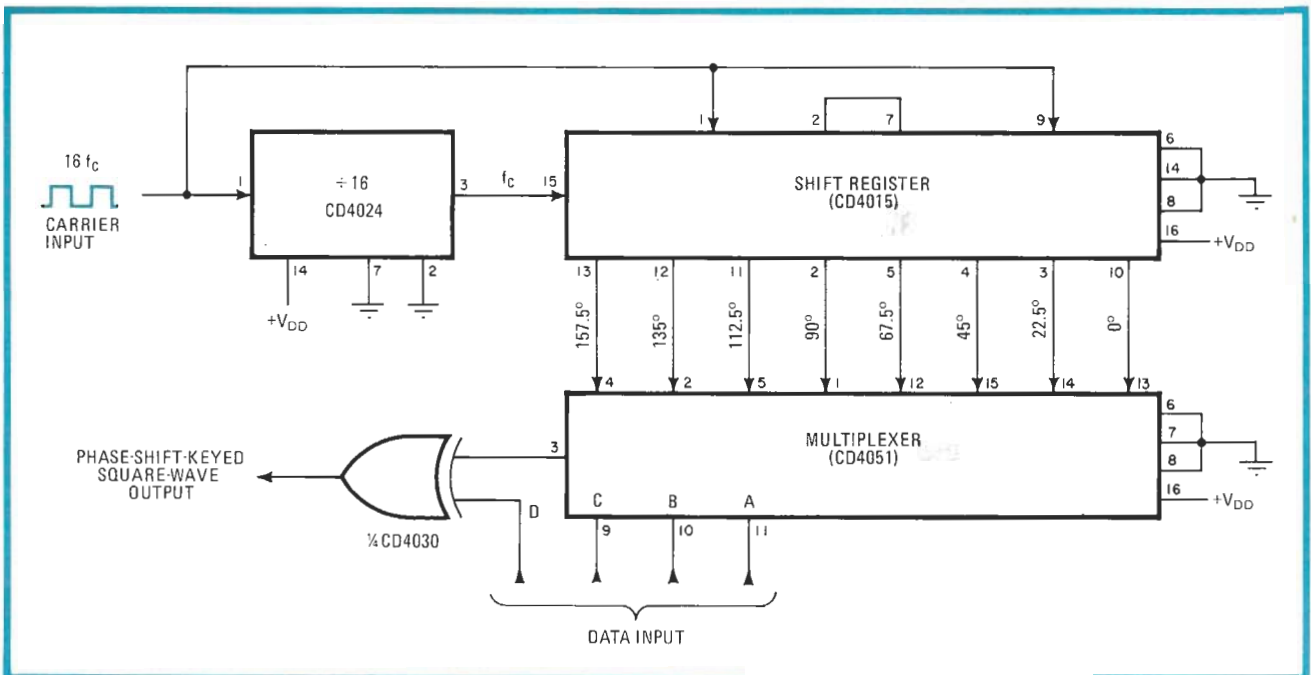 16 fc
CARRIER
INPUT
1
÷16
CD4024
3
14
7
2
+VDD
fc
15
1
2
7
9
SHIFT REGISTER
(CD4015)
6
14
8
16
+VDD
13
12
11
2
5
4
3
10
157.5°
135°
112.5°
90°
67.5°
45°
22.5°
0°
4
2
5
1
12
15
14
13
MULTIPLEXER
(CD4051)
6
7
8
16
+VDD
3
C
B
A
9
10
11
D
PHASE-SHIFT-KEYED
SQUARE-WAVE
OUTPUT
¼CD4030
DATA INPUT